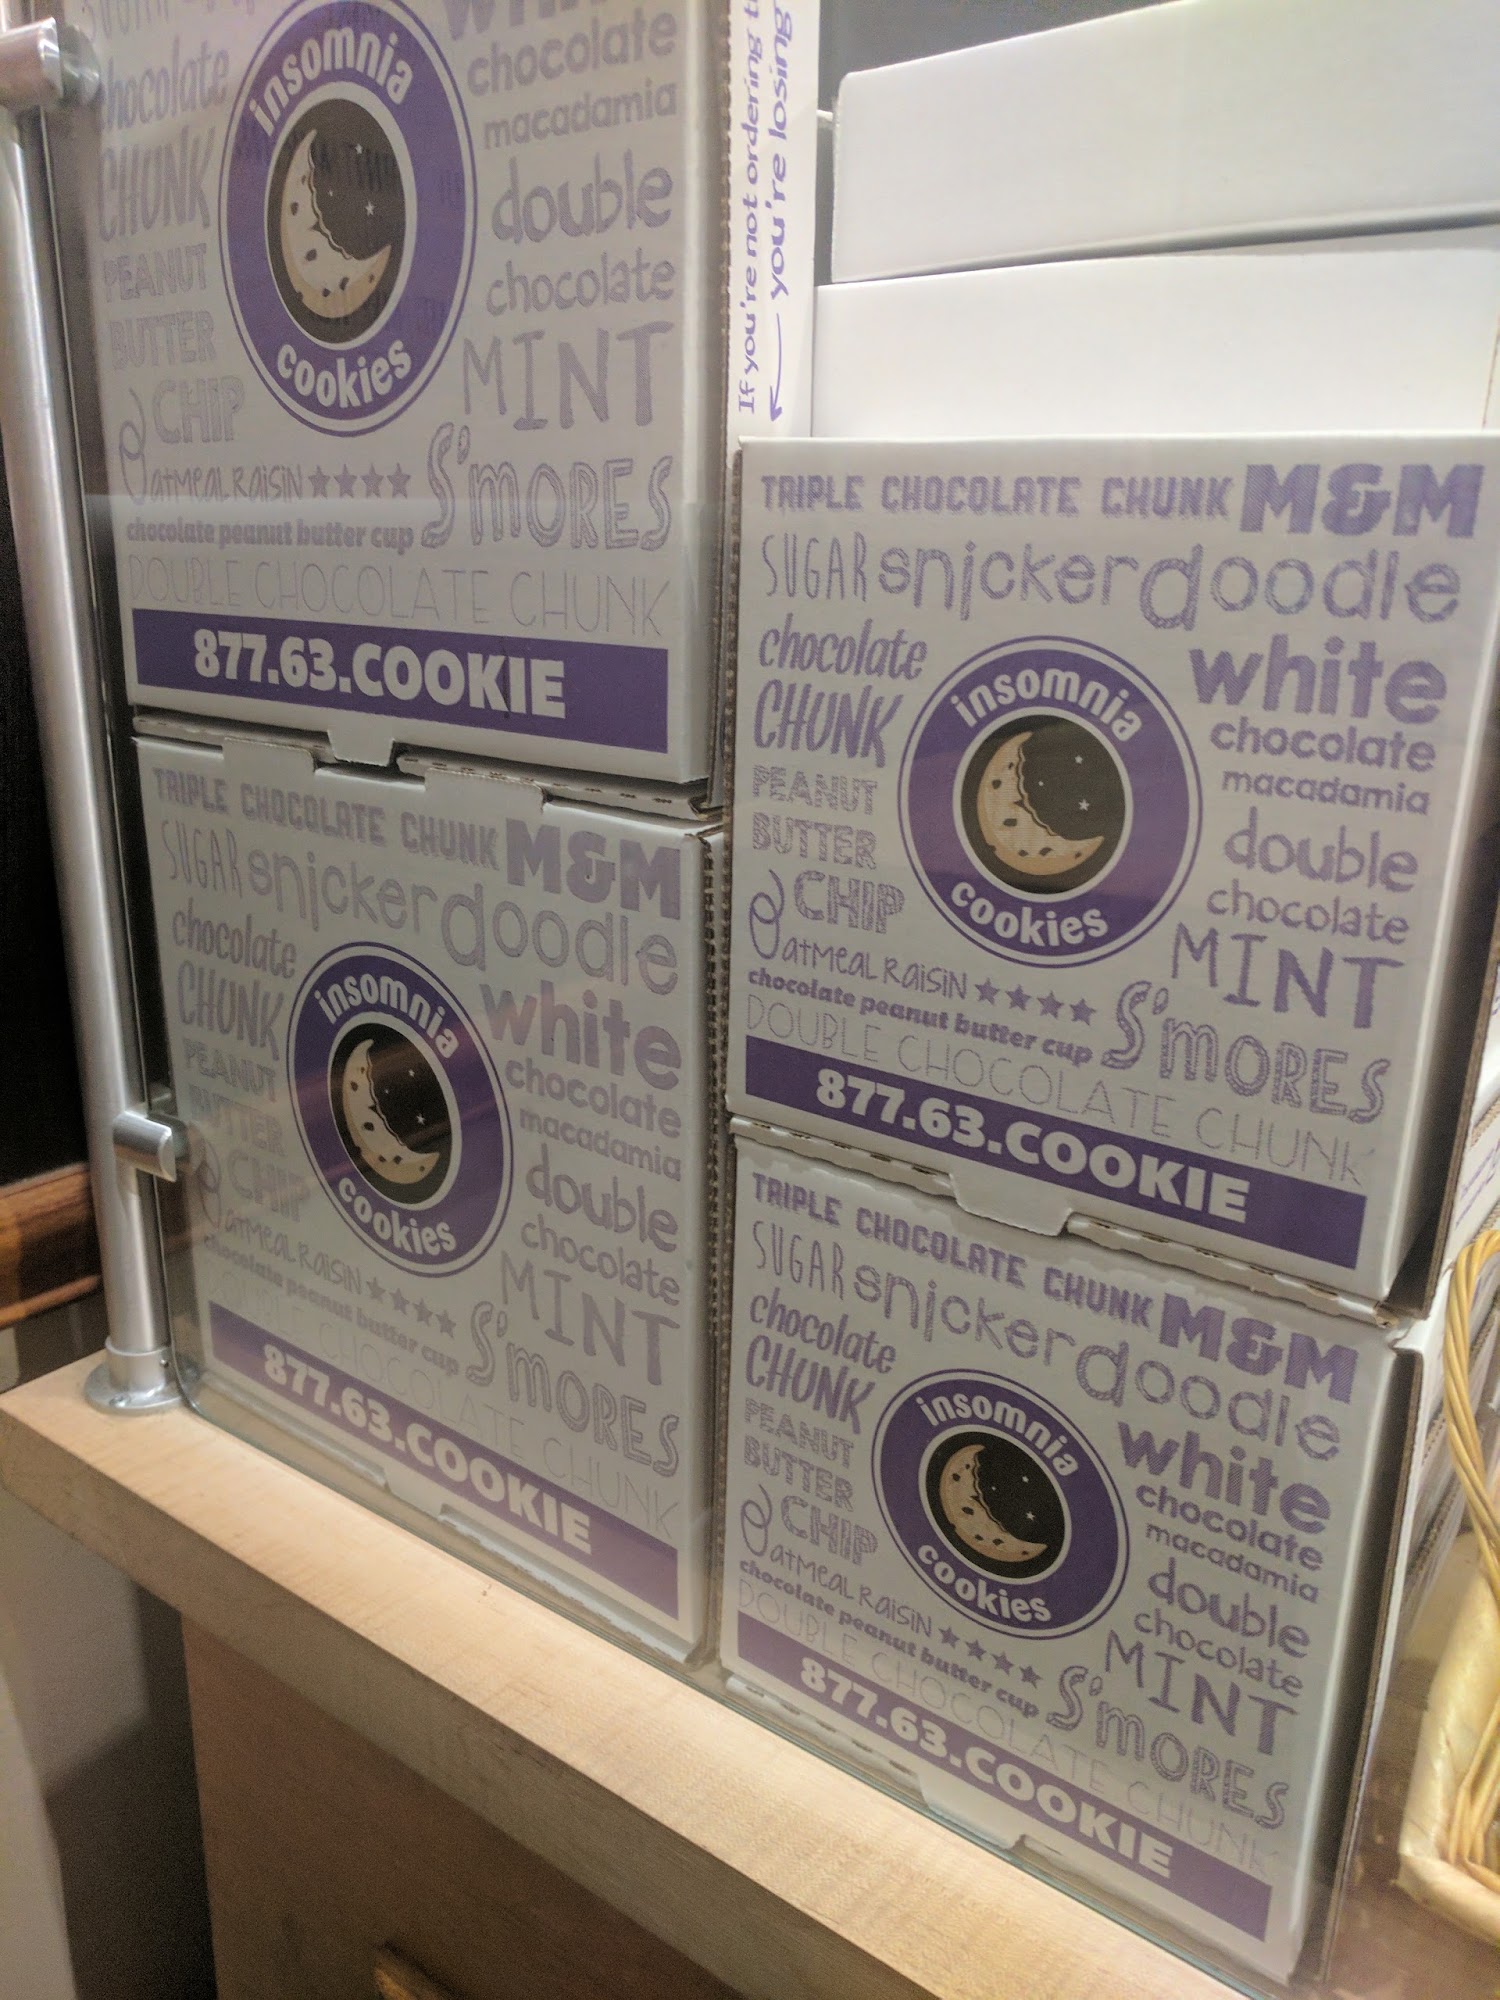 chocolate
CHUNK
PEANUT
BUTTER
CHIP
OATMEAL RAISIN ★★★★
chocolate peanut butter cup
DOUBLE CHOCOLATE CHUNK
insomnia
cookies
chocolate
macadamia
double
chocolate
MINT
S'MORES
877.63.COOKIE
If you're not ordering
you're losing
TRIPLE CHOCOLATE CHUNK M&M
SUGAR snickerdoodle
chocolate
CHUNK
PEANUT
BUTTER
CHIP
OATMEAL RAISIN ★★★★
chocolate peanut butter cup
DOUBLE CHOCOLATE CHUNK
insomnia
cookies
white
chocolate
macadamia
double
chocolate
MINT
S'MORES
877.63.COOKIE
TRIPLE CHOCOLATE CHUNK M&M
SUGAR snickerdoodle
chocolate
CHUNK
PEANUT
BUTTER
CHIP
OATMEAL RAISIN ★★★★
chocolate peanut butter cup
DOUBLE CHOCOLATE CHUNK
insomnia
cookies
white
chocolate
macadamia
double
chocolate
MINT
S'MORES
877.63.COOKIE
TRIPLE CHOCOLATE CHUNK M&M
SUGAR snickerdoodle
chocolate
CHUNK
PEANUT
BUTTER
CHIP
OATMEAL RAISIN ★★★★
chocolate peanut butter cup
DOUBLE CHOCOLATE CHUNK
insomnia
cookies
white
chocolate
macadamia
double
chocolate
MINT
S'MORES
877.63.COOKIE